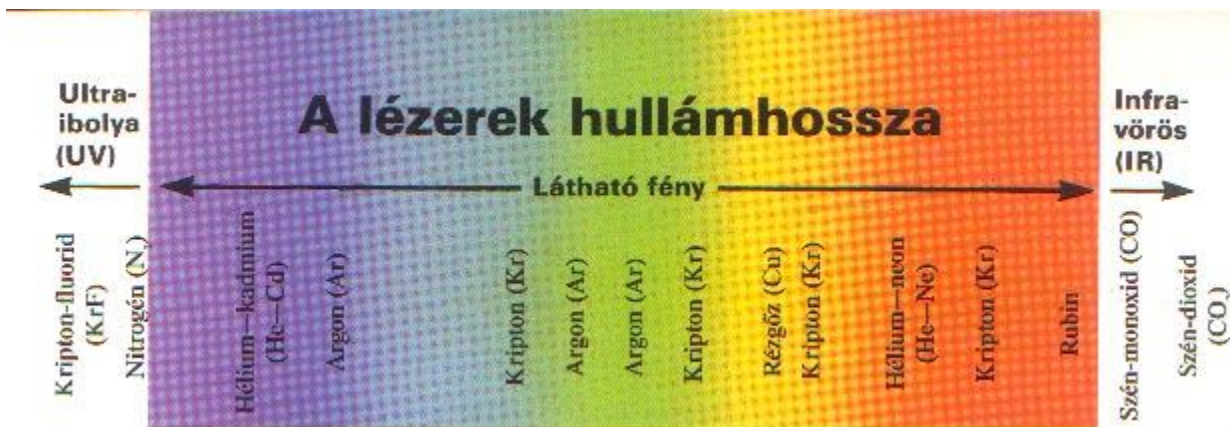 Ultra-
ibolya
(UV)
A lézerek hullámhossza
Infra-
vörös
(IR)
Látható fény
Kripton-fluorid
(KrF)
Nitrogén (N )
Hélium—kadmium
(He—Cd)
Argon (Ar)
Kripton (Kr)
Argon (Ar)
Argon (Ar)
Kripton (Kr)
Rézgőz (Cu)
Kripton (Kr)
Hélium—neon
(He—Ne)
Kripton (Kr)
Rubin
Szén-monoxid (CO)
Szén-dioxid
(CO )